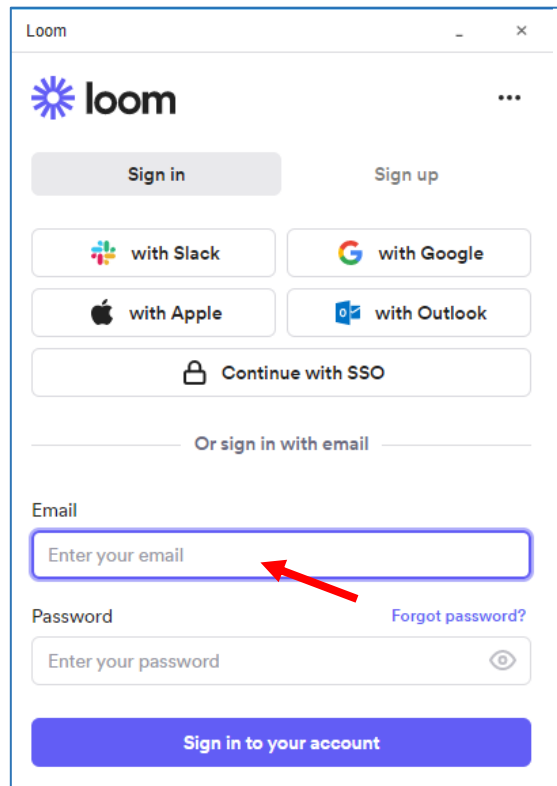 Loom
loom
Sign in Sign up
with Slack with Google
with Apple with Outlook
Continue with SSO
Or sign in with email
Email
Enter your email
Password Forgot password?
Enter your password
Sign in to your account